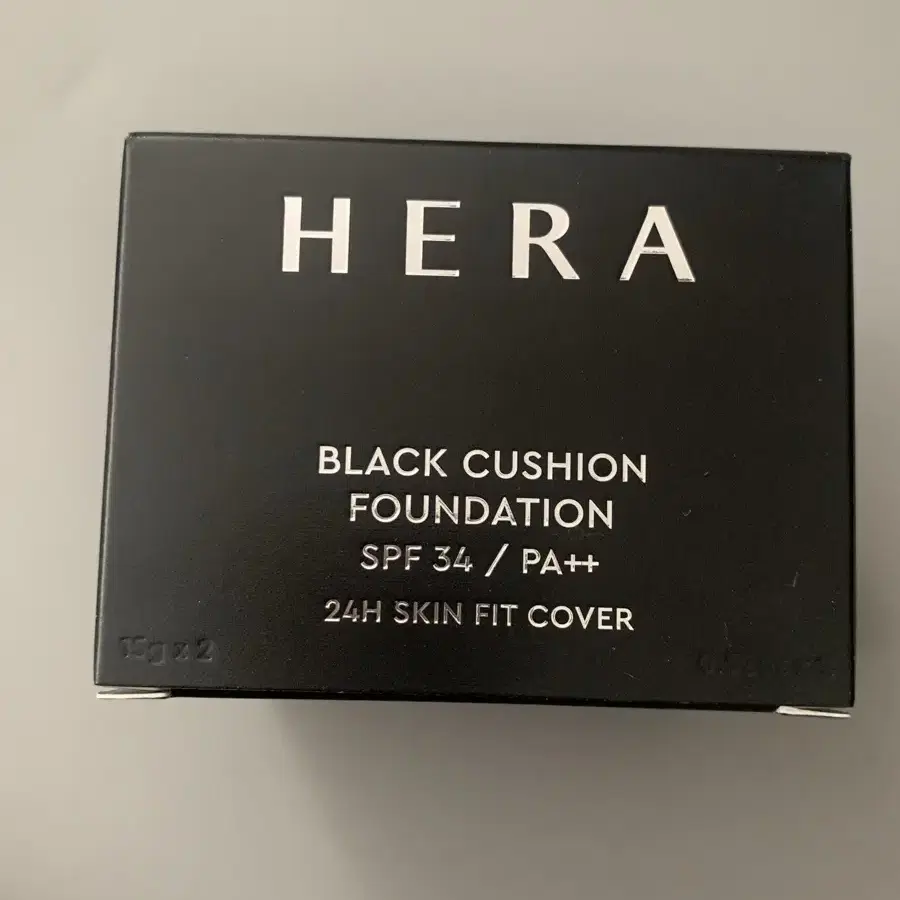 HERA
BLACK CUSHION
FOUNDATION
SPF 34 / PA++
24H SKIN FIT COVER
15g x 2